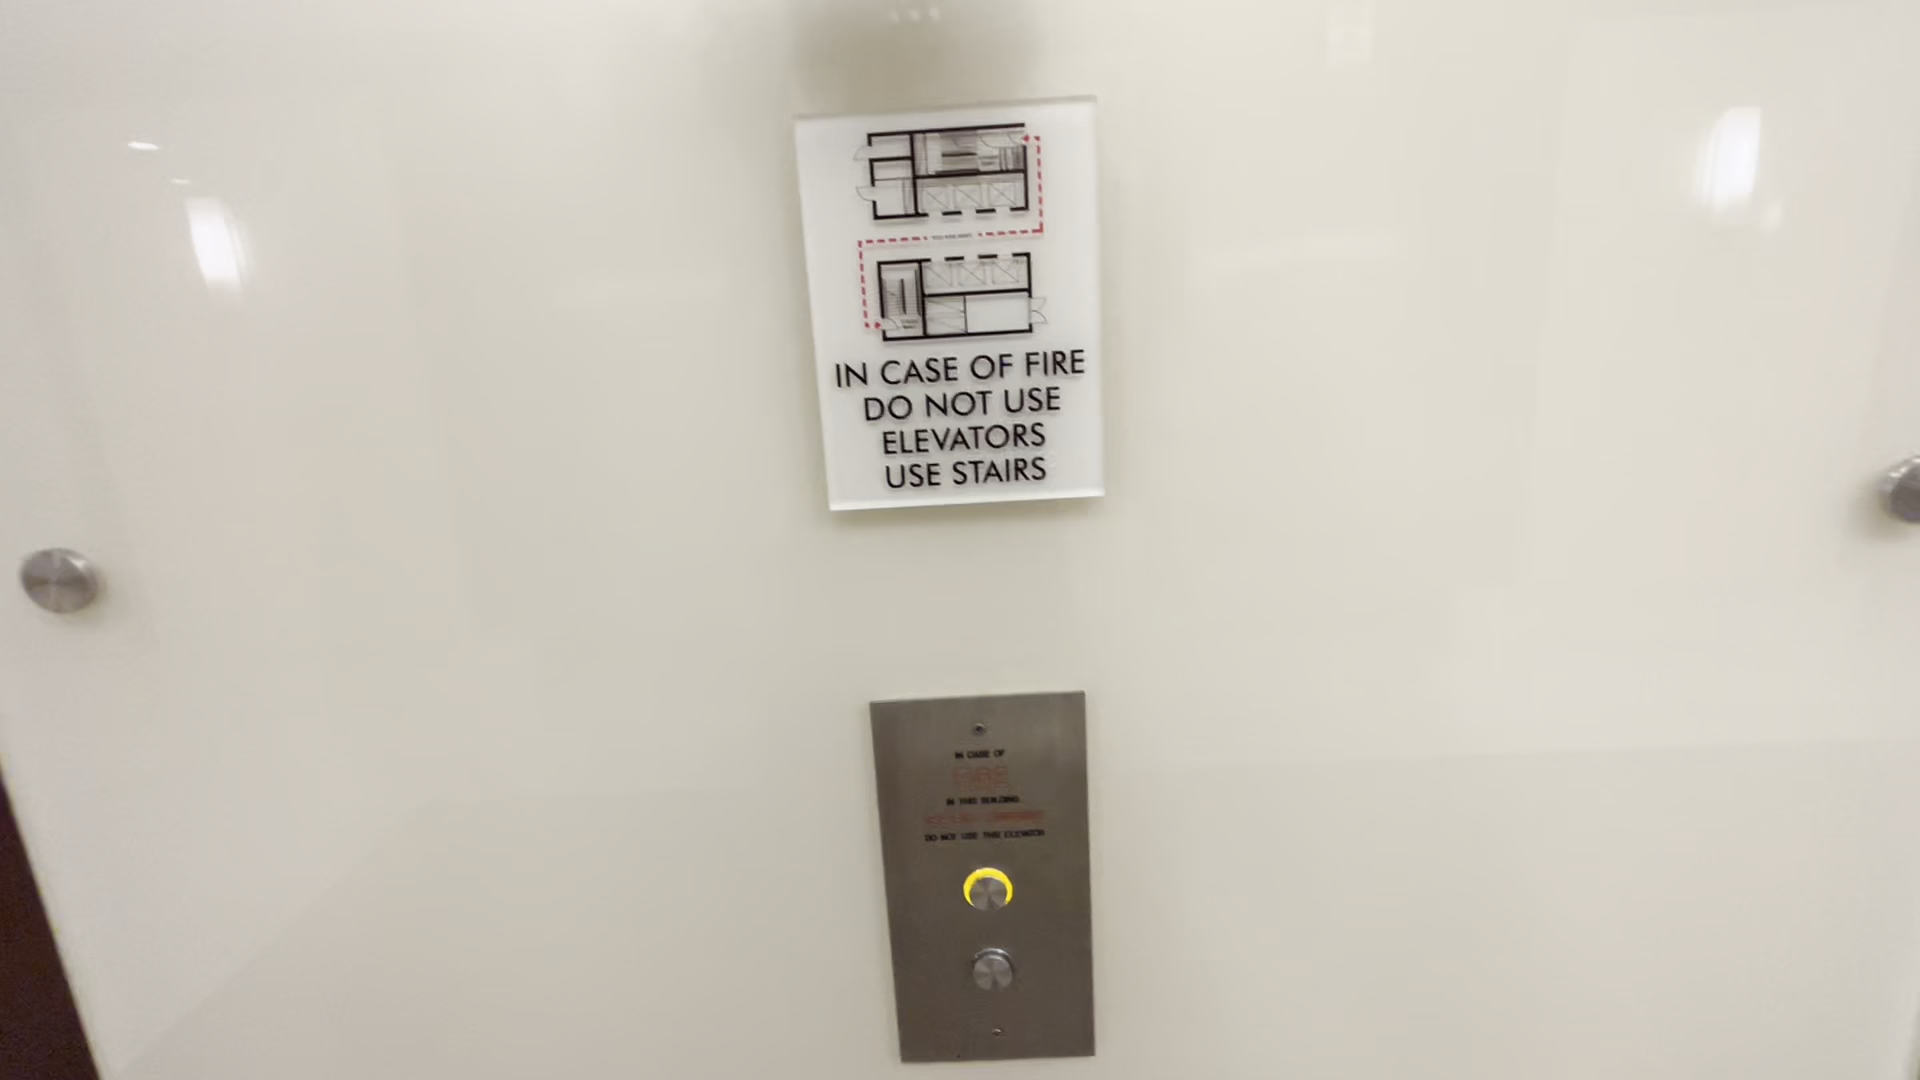 IN CASE OF FIRE
DO NOT USE
ELEVATORS
USE STAIRS
IN CASE OF
FIRE
IN THIS BUILDING
DO NOT USE THE ELEVATOR